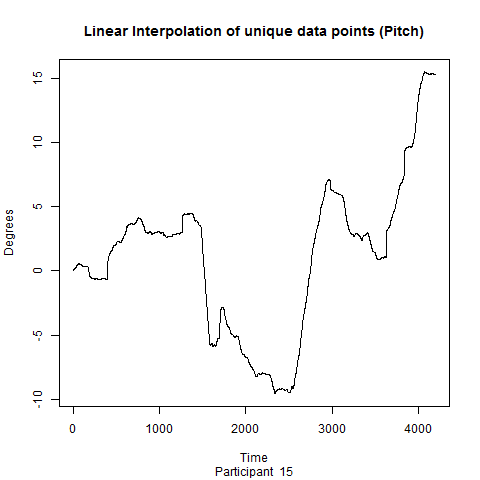 Linear Interpolation of unique data points (Pitch)
Degrees
15
10
5
0
-5
-10
0 1000 2000 3000 4000
Time
Participant 15